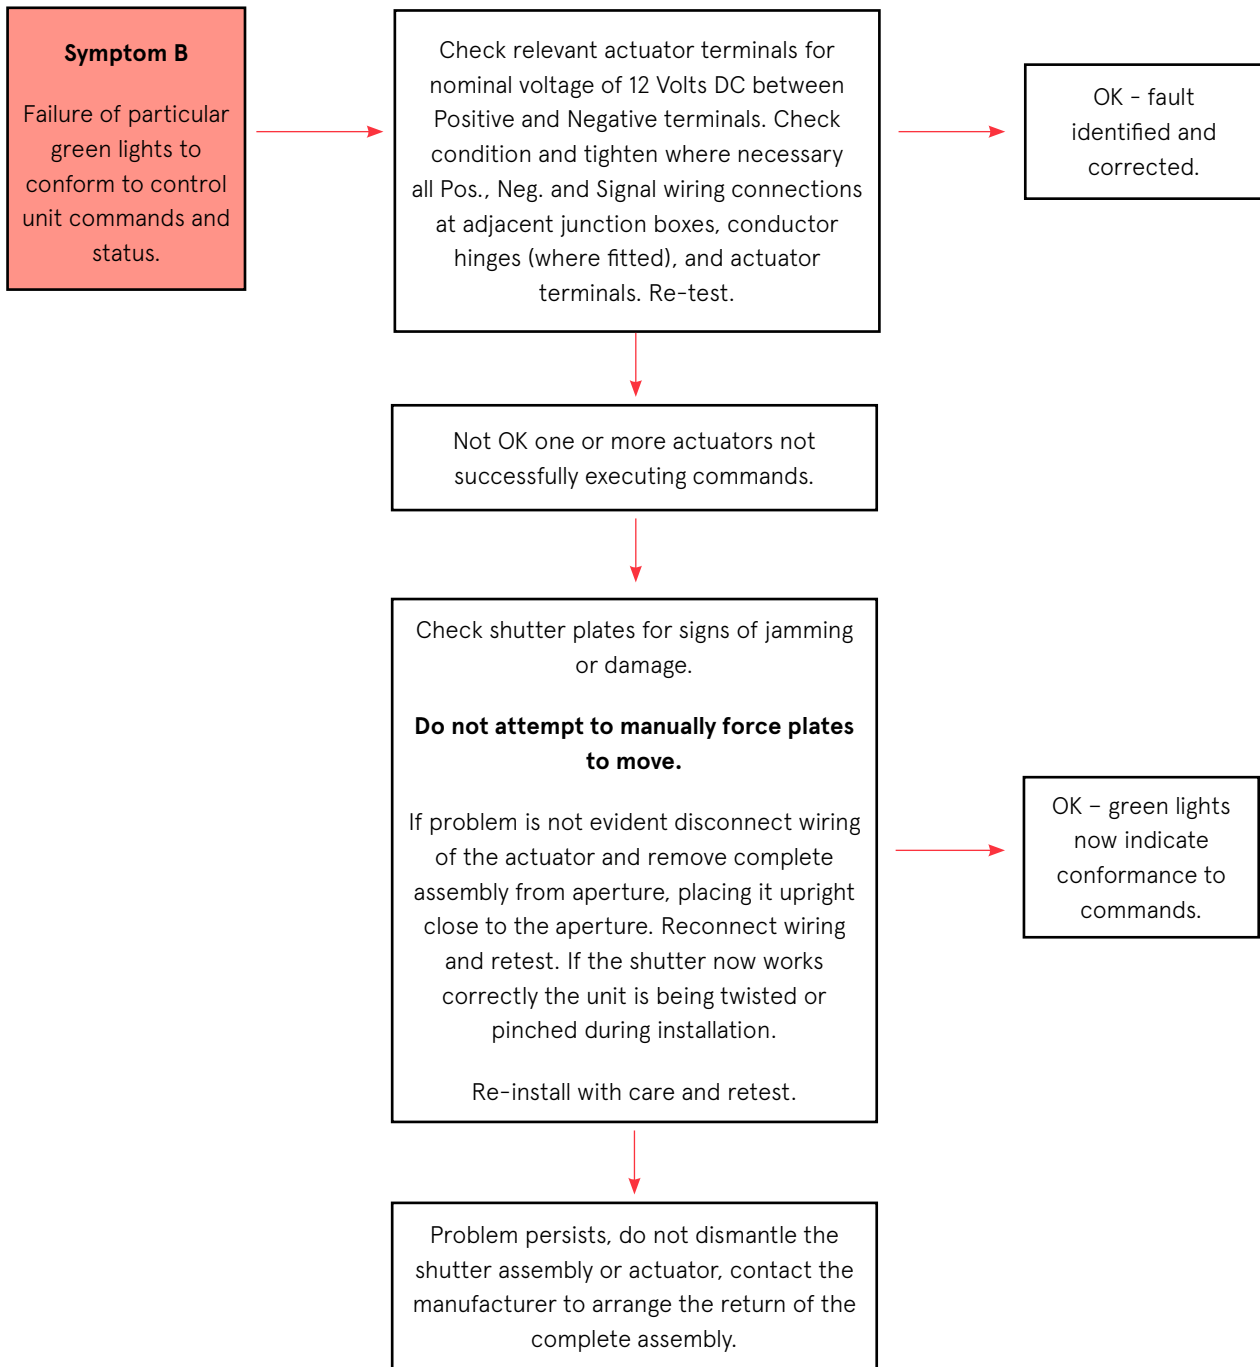 Symptom B
Failure of particular
green lights to
conform to control
unit commands and
status.
Check relevant actuator terminals for
nominal voltage of 12 Volts DC between
Positive and Negative terminals. Check
condition and tighten where necessary
all Pos., Neg. and Signal wiring connections
at adjacent junction boxes, conductor
hinges (where fitted), and actuator
terminals. Re-test.
OK - fault
identified and
corrected.
Not OK one or more actuators not
successfully executing commands.
Check shutter plates for signs of jamming
or damage.
Do not attempt to manually force plates
to move.
If problem is not evident disconnect wiring
of the actuator and remove complete
assembly from aperture, placing it upright
close to the aperture. Reconnect wiring
and retest. If the shutter now works
correctly the unit is being twisted or
pinched during installation.
Re-install with care and retest.
OK – green lights
now indicate
conformance to
commands.
Problem persists, do not dismantle the
shutter assembly or actuator, contact the
manufacturer to arrange the return of the
complete assembly.